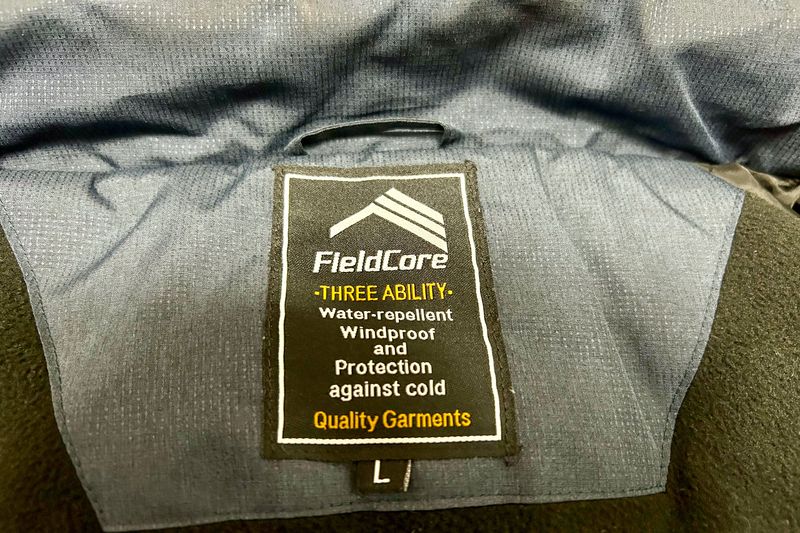 FieldCore
·THREE ABILITY·
Water-repellent
Windproof
and
Protection
against cold
Quality Garments
L